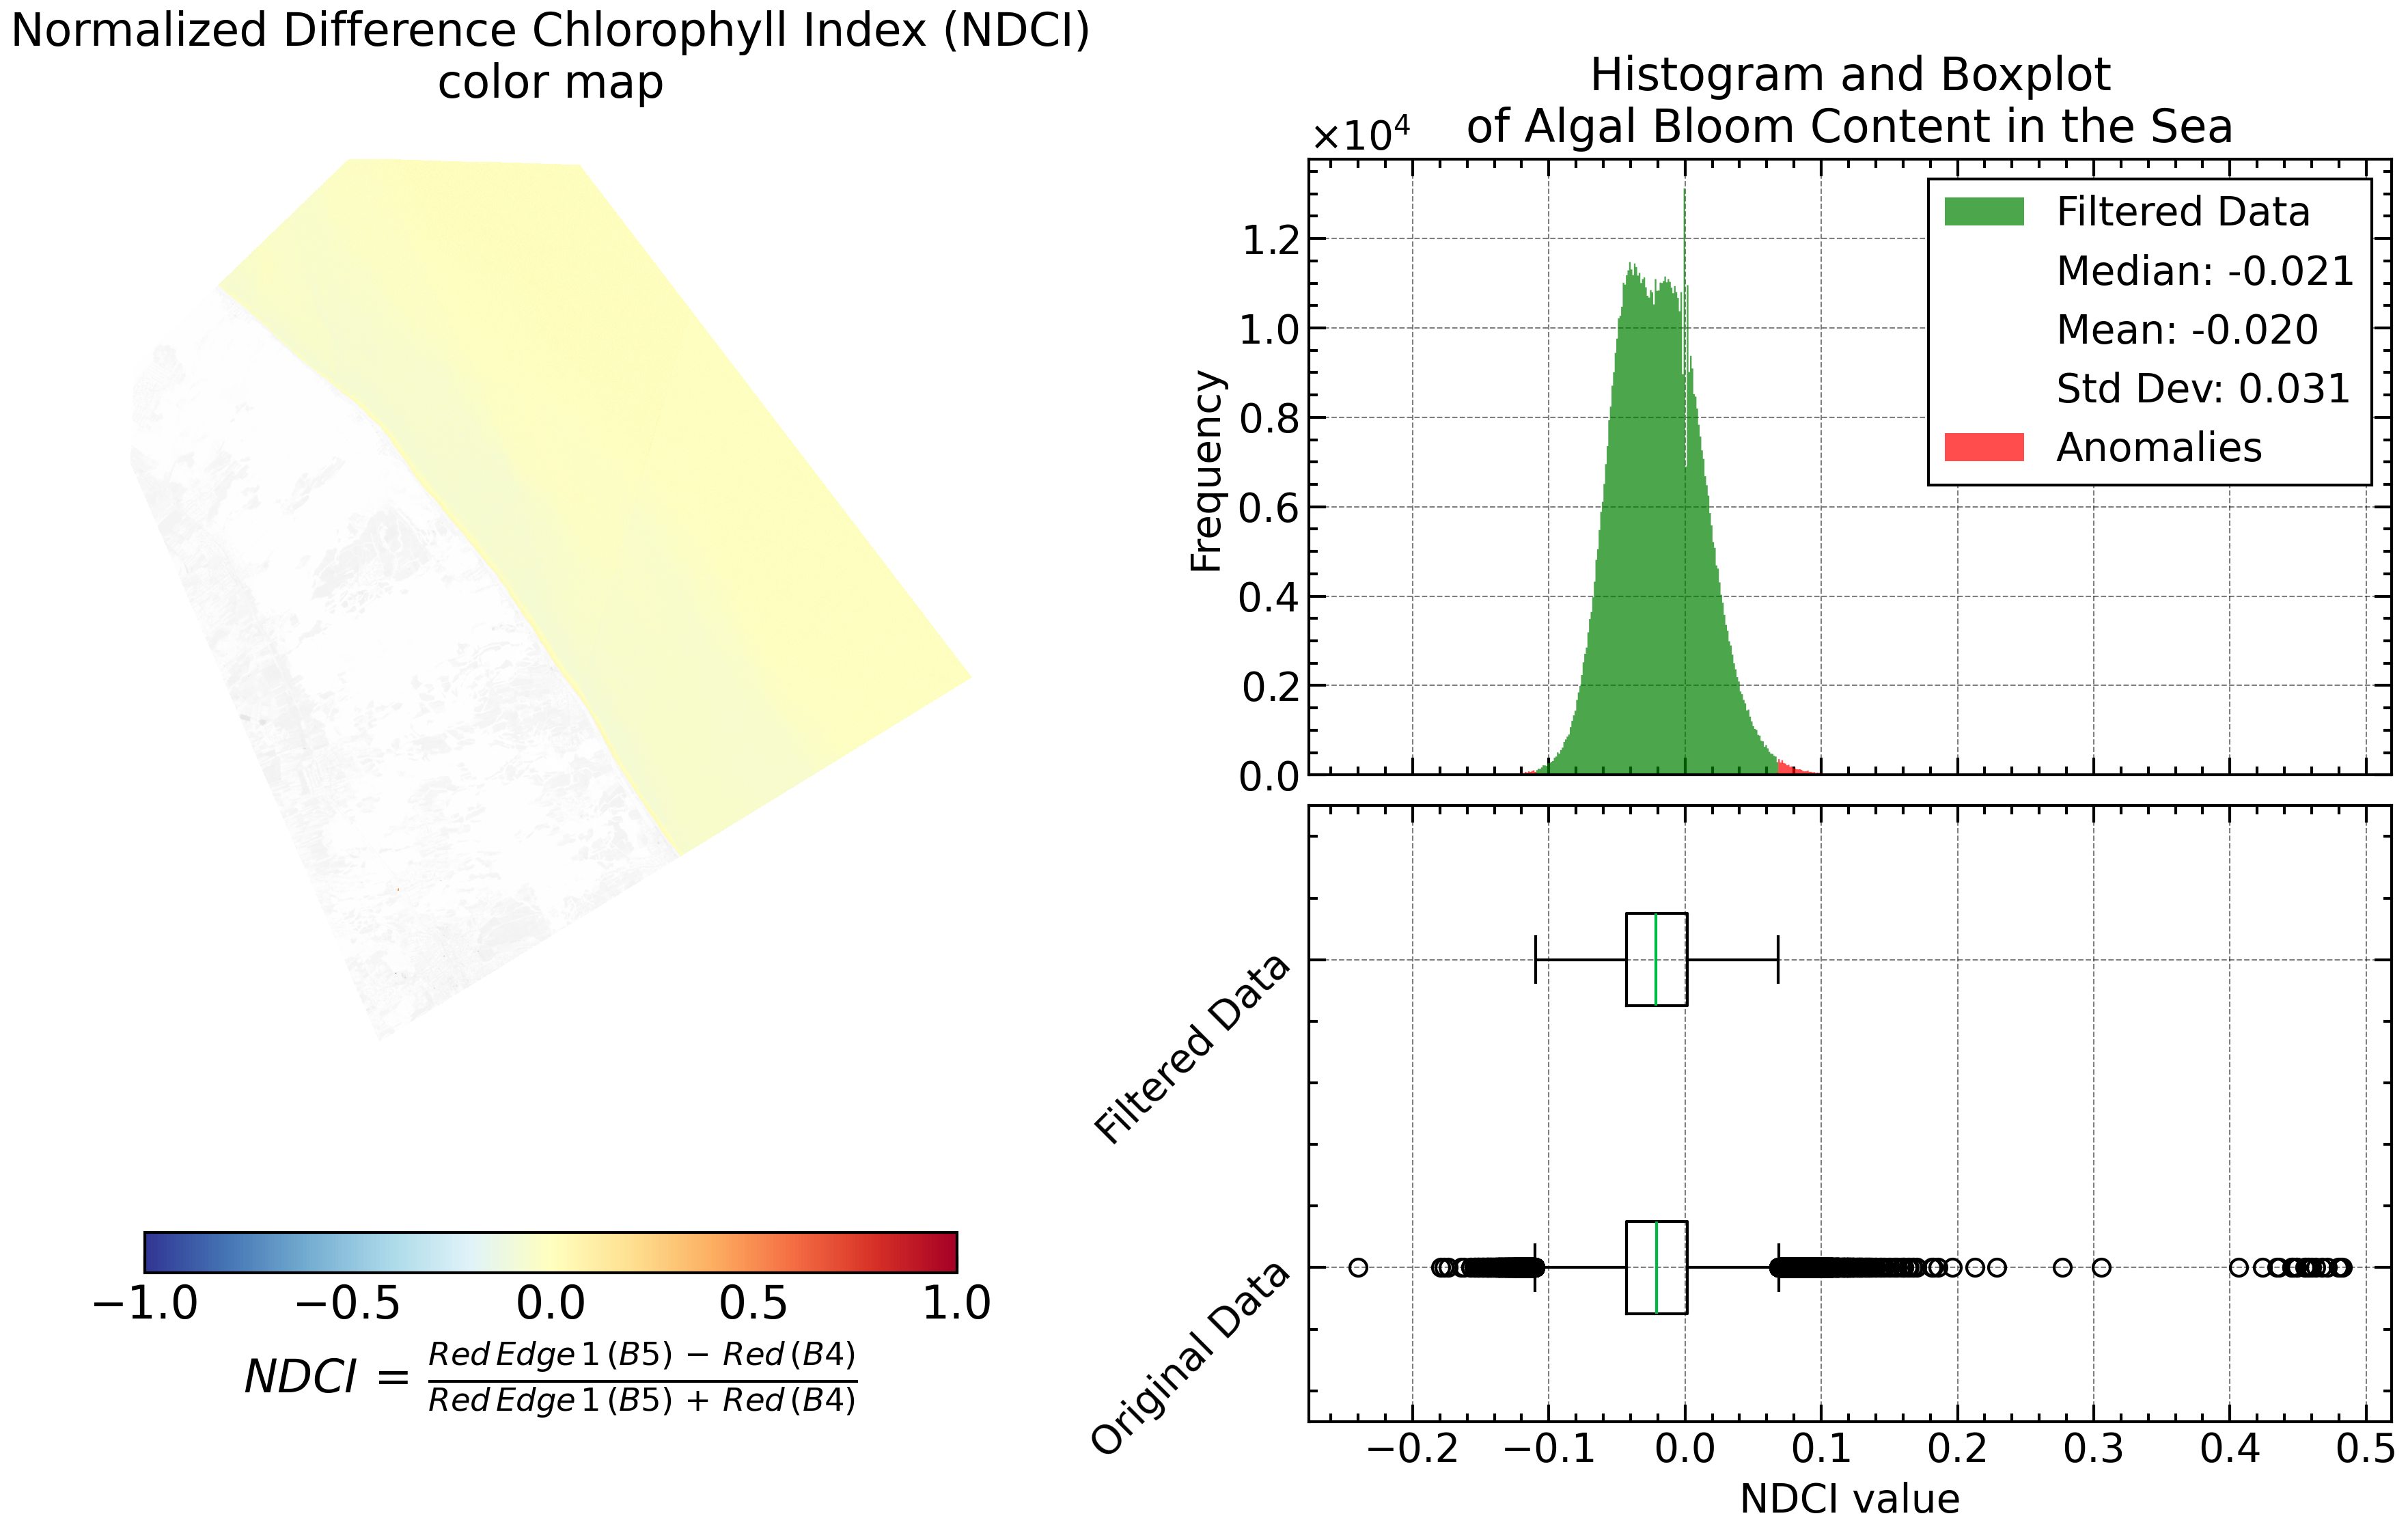 Normalized Difference Chlorophyll Index (NDCI)
color map
−1.0 −0.5 0.0 0.5 1.0
NDCI = Red Edge 1 (B5) − Red (B4)
Red Edge 1 (B5) + Red (B4)
Histogram and Boxplot
of Algal Bloom Content in the Sea
×10⁴
Frequency
1.2
1.0
0.8
0.6
0.4
0.2
0.0
Filtered Data
Median: -0.021
Mean: -0.020
Std Dev: 0.031
Anomalies
Filtered Data
Original Data
−0.2 −0.1 0.0 0.1 0.2 0.3 0.4 0.5
NDCI value